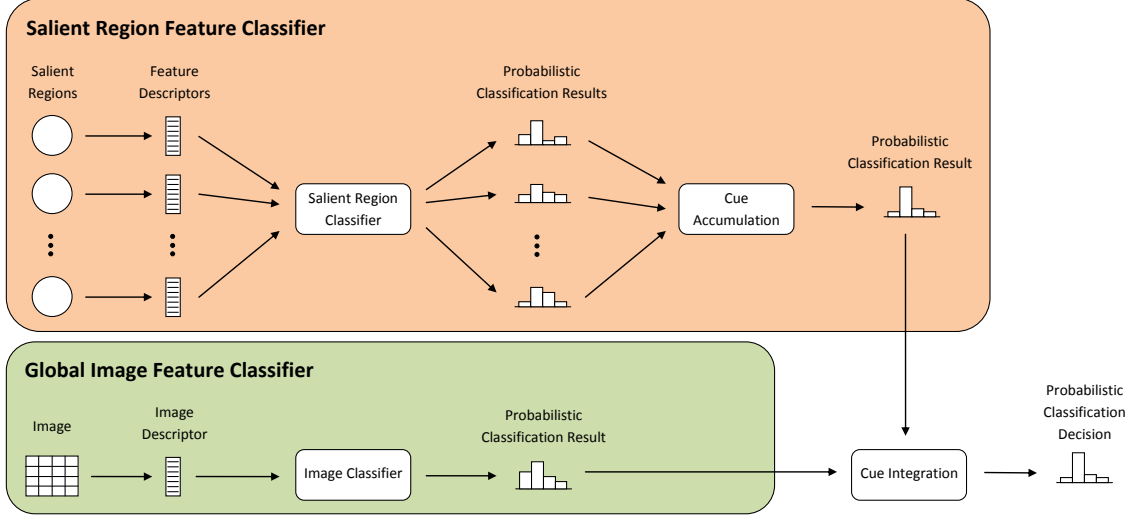 Salient Region Feature Classifier
Salient
Regions
Feature
Descriptors
Probabilistic
Classification Results
Salient Region
Classifier
Cue
Accumulation
Probabilistic
Classification Result
Global Image Feature Classifier
Image
Image
Descriptor
Image Classifier
Probabilistic
Classification Result
Cue Integration
Probabilistic
Classification
Decision